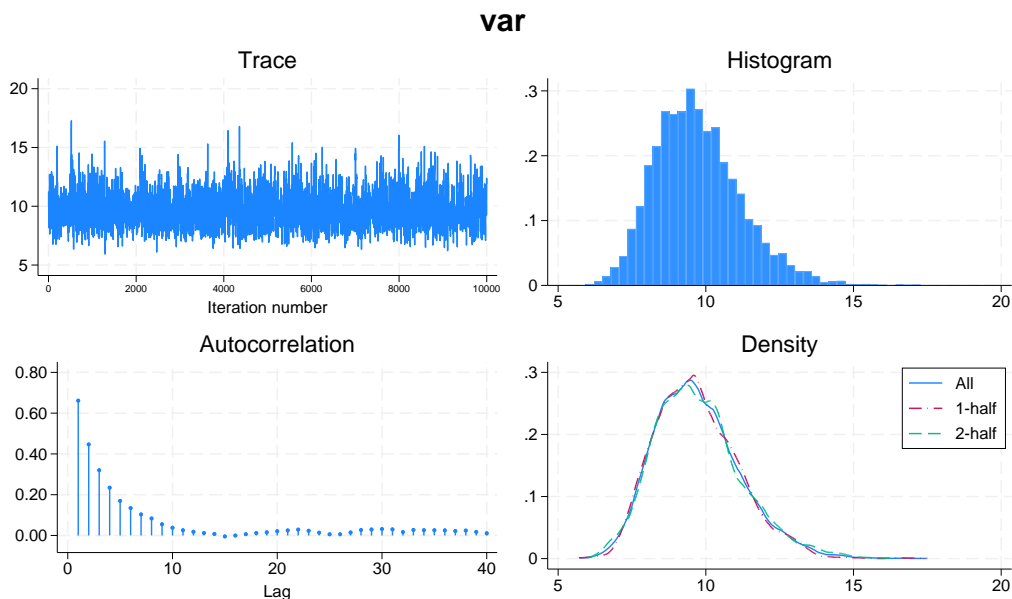 var
Trace
20
15
10
5
0 2000 4000 6000 8000 10000
Iteration number
Histogram
.3
.2
.1
0
5 10 15 20
Autocorrelation
0.80
0.60
0.40
0.20
0.00
0 10 20 30 40
Lag
Density
.3
.2
.1
0
5 10 15 20
All
1-half
2-half